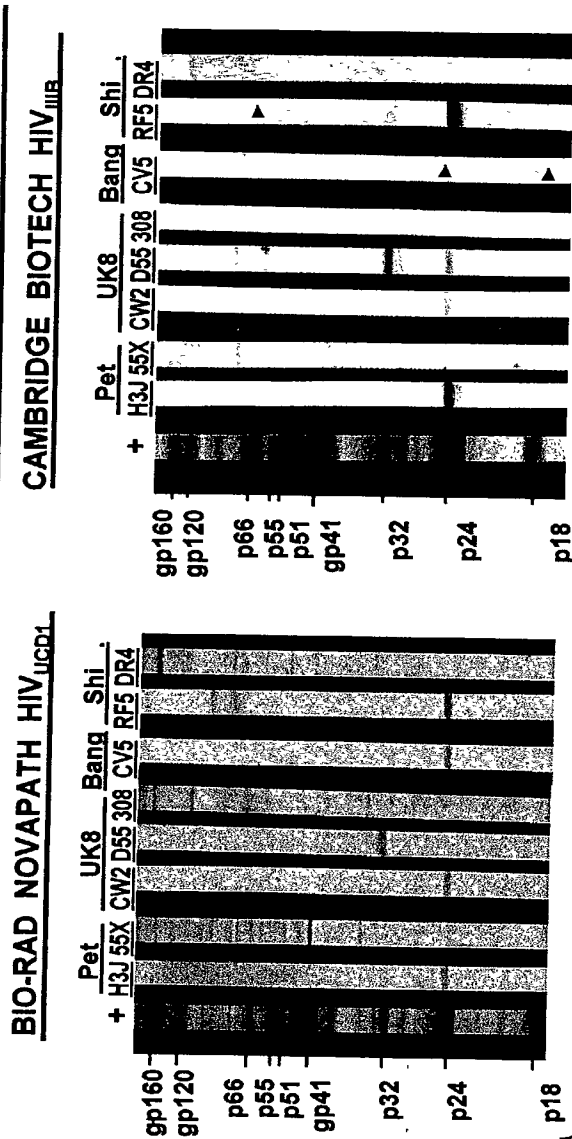 CAMBRIDGE BIOTECH HIVIIIB
Pet UK8 Bang Shi
+ H3J 55X CW2 D55 308 CV5 RF5 DR4
gp160
gp120
p66
p55
p51
gp41
p32
p24
p18
BIO-RAD NOVAPATH HIVUCD1
Pet UK8 Bang Shi
+ H3J 55X CW2 D55 308 CV5 RF5 DR4
gp160
gp120
p66
p55
p51
gp41
p32
p24
p18